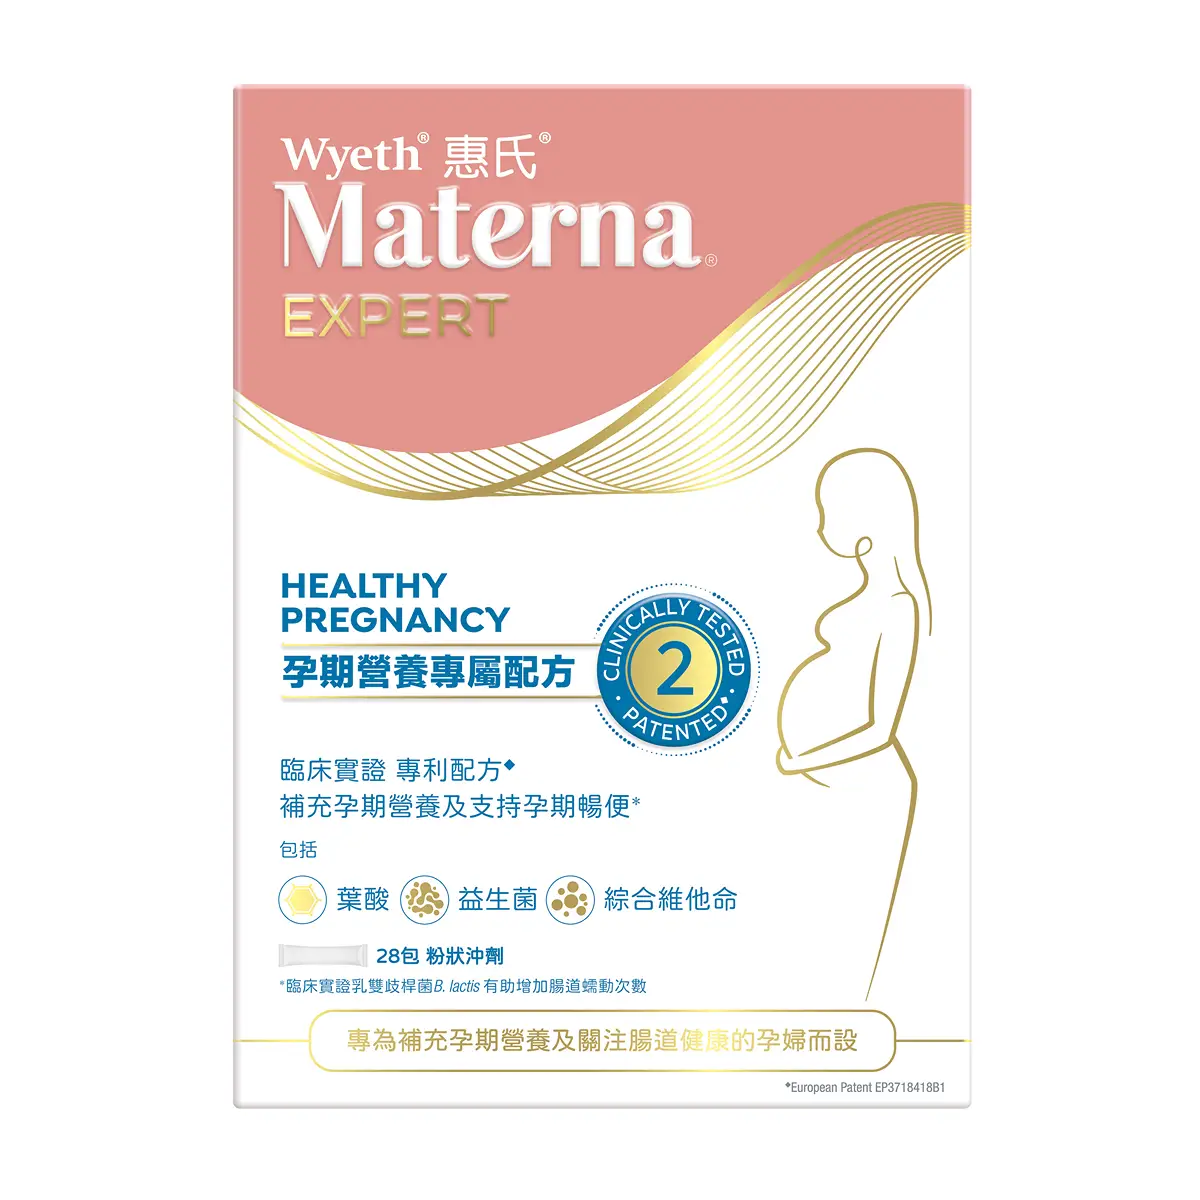 Wyeth® 惠氏®
Materna®
EXPERT
HEALTHY
PREGNANCY
孕期營養專屬配方
CLINICALLY TESTED
2
PATENTED◆
臨床實證 專利配方◆
補充孕期營養及支持孕期暢便*
包括
葉酸 益生菌 綜合維他命
28包 粉狀沖劑
*臨床實證乳雙歧桿菌B. lactis 有助增加腸道蠕動次數
專為補充孕期營養及關注腸道健康的孕婦而設
◆European Patent EP3718418B1